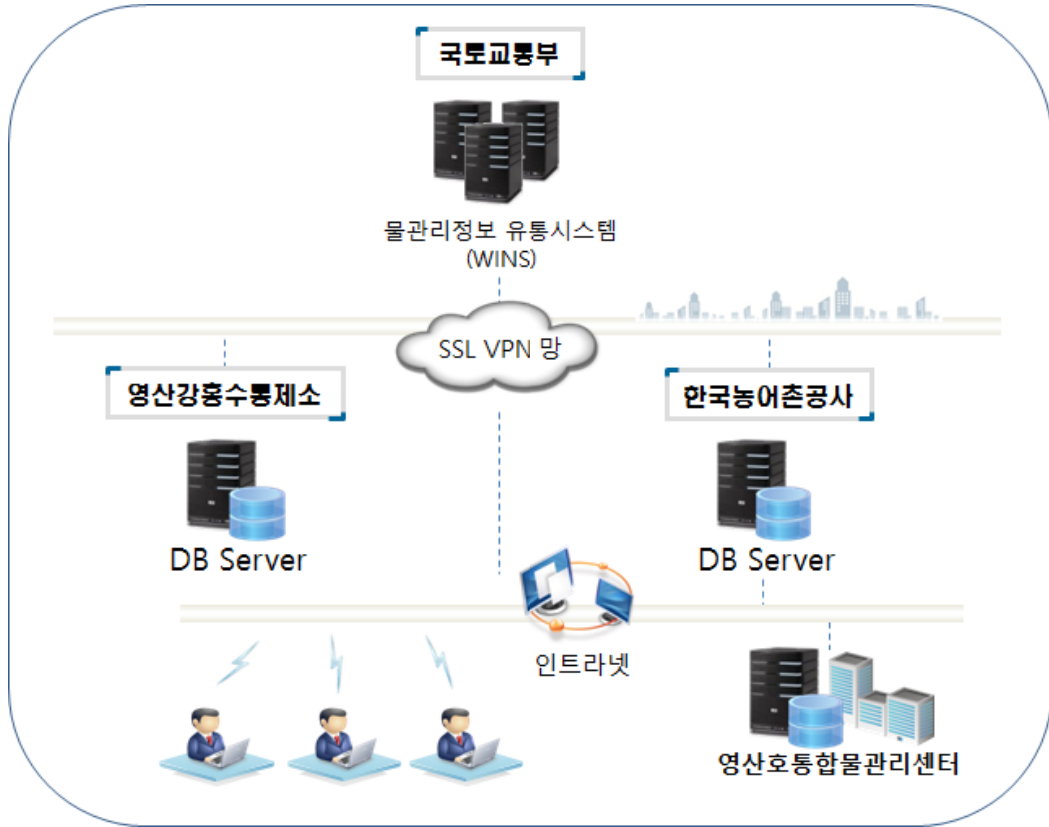 국토교통부
물관리정보 유통시스템
(WINS)
SSL VPN 망
영산강홍수통제소
한국농어촌공사
DB Server
DB Server
인트라넷
영산호통합물관리센터